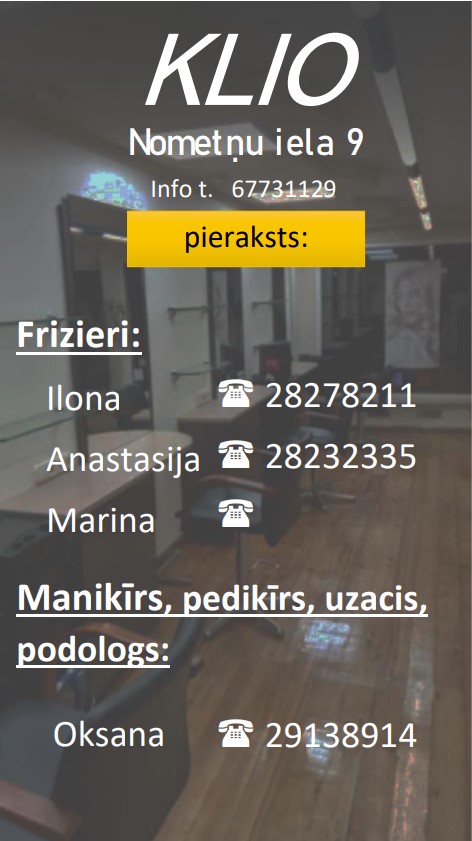 KLIO
Nometņu iela 9
Info t. 67731129
pieraksts:
Frizieri:
Ilona ☎ 28278211
Anastasija ☎ 28232335
Marina ☎
Manikīrs, pedikīrs, uzacis,
podologs:
Oksana ☎ 29138914